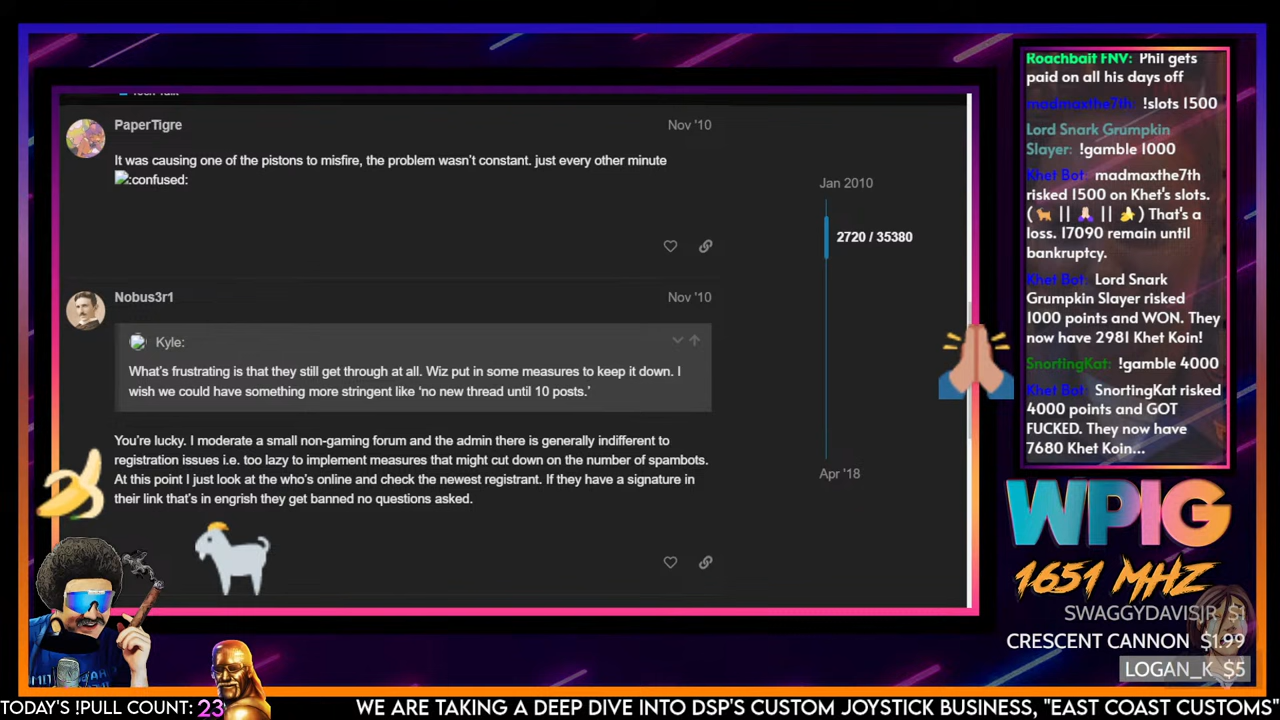 PaperTigre
Nov '10
It was causing one of the pistons to misfire, the problem wasn't constant. just every other minute
:confused:
Nobus3r1
Nov '10
Kyle:
What's frustrating is that they still get through at all. Wiz put in some measures to keep it down. I
wish we could have something more stringent like 'no new thread until 10 posts.'
You're lucky. I moderate a small non-gaming forum and the admin there is generally indifferent to
registration issues i.e. too lazy to implement measures that might cut down on the number of spambots.
At this point I just look at the who's online and check the newest registrant. If they have a signature in
their link that's in engrish they get banned no questions asked.
Jan 2010
2720 / 35380
Apr '18
Roachbait FNV: Phil gets
paid on all his days off
madmaxthe7th: !slots 1500
Lord Snark Grumpkin
Slayer: !gamble 1000
Khet Bot: madmaxthe7th
risked 1500 on Khet's slots.
( || || ) That's a
loss. 17090 remain until
bankruptcy.
Khet Bot: Lord Snark
Grumpkin Slayer risked
1000 points and WON. They
now have 2981 Khet Koin!
SnortingKat: !gamble 4000
Khet Bot: SnortingKat risked
4000 points and GOT
FUCKED. They now have
7680 Khet Koin...
WPIG
1651 MHZ
SWAGGYDAVISJR $1
CRESCENT CANNON $1.99
LOGAN_K $5
TODAY'S !PULL COUNT: 23
WE ARE TAKING A DEEP DIVE INTO DSP'S CUSTOM JOYSTICK BUSINESS, "EAST COAST CUSTOMS"